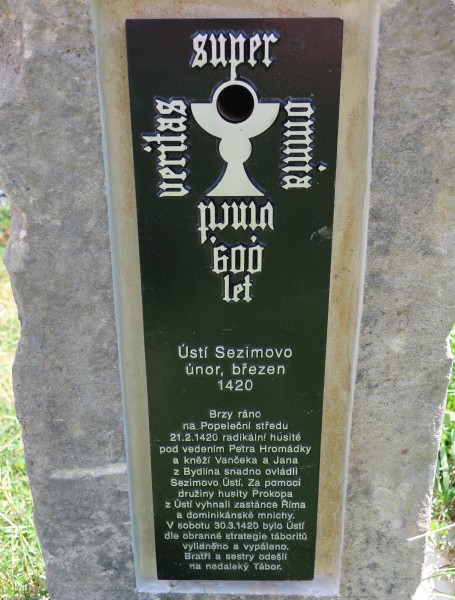 super
veritas
omnia
vincit
600
let
Ústí Sezimovo
únor, březen
1420
Brzy ráno
na Popeleční středu
21.2.1420 radikální husité
pod vedením Petra Hromádky
a kněží Vančeka a Jana
z Bydlína snadno ovládli
Sezimovo Ústí. Za pomoci
družiny husity Prokopa
z Ústí vyhnali zastánce Říma
a dominikánské mnichy.
V sobotu 30.3.1420 bylo Ústí
dle obranné strategie táboritů
vylidněno a vypáleno.
Bratři a sestry odešli
na nedaleký Tábor.